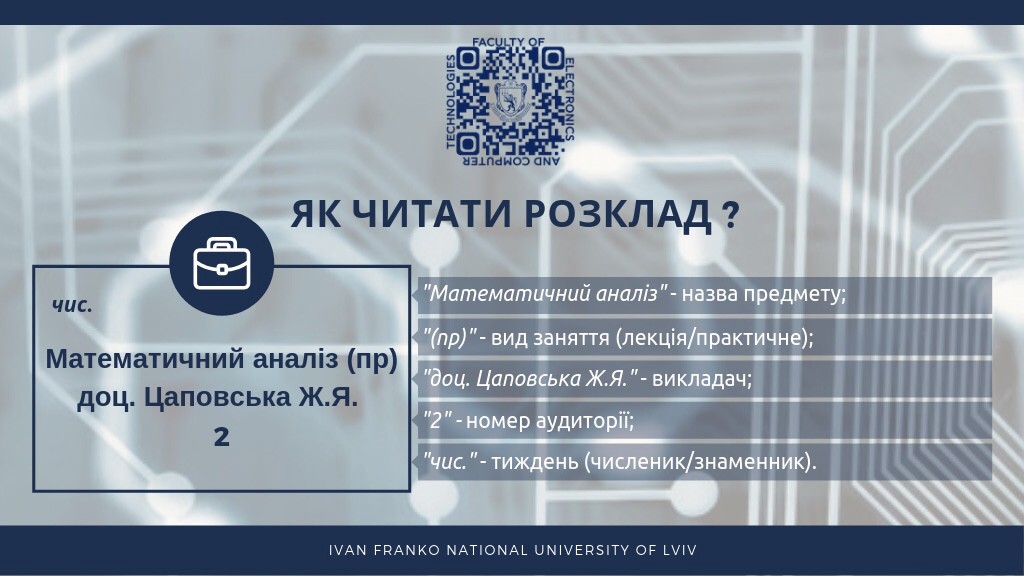 FACULTY OF
ELECTRONICS
AND COMPUTER
TECHNOLOGIES
ЯК ЧИТАТИ РОЗКЛАД ?
чис.
Математичний аналіз (пр)
доц. Цаповська Ж.Я.
2
"Математичний аналіз" - назва предмету;
"(пр)" - вид заняття (лекція/практичне);
"доц. Цаповська Ж.Я." - викладач;
"2" - номер аудиторії;
"чис." - тиждень (численик/знаменник).
IVAN FRANKO NATIONAL UNIVERSITY OF LVIV